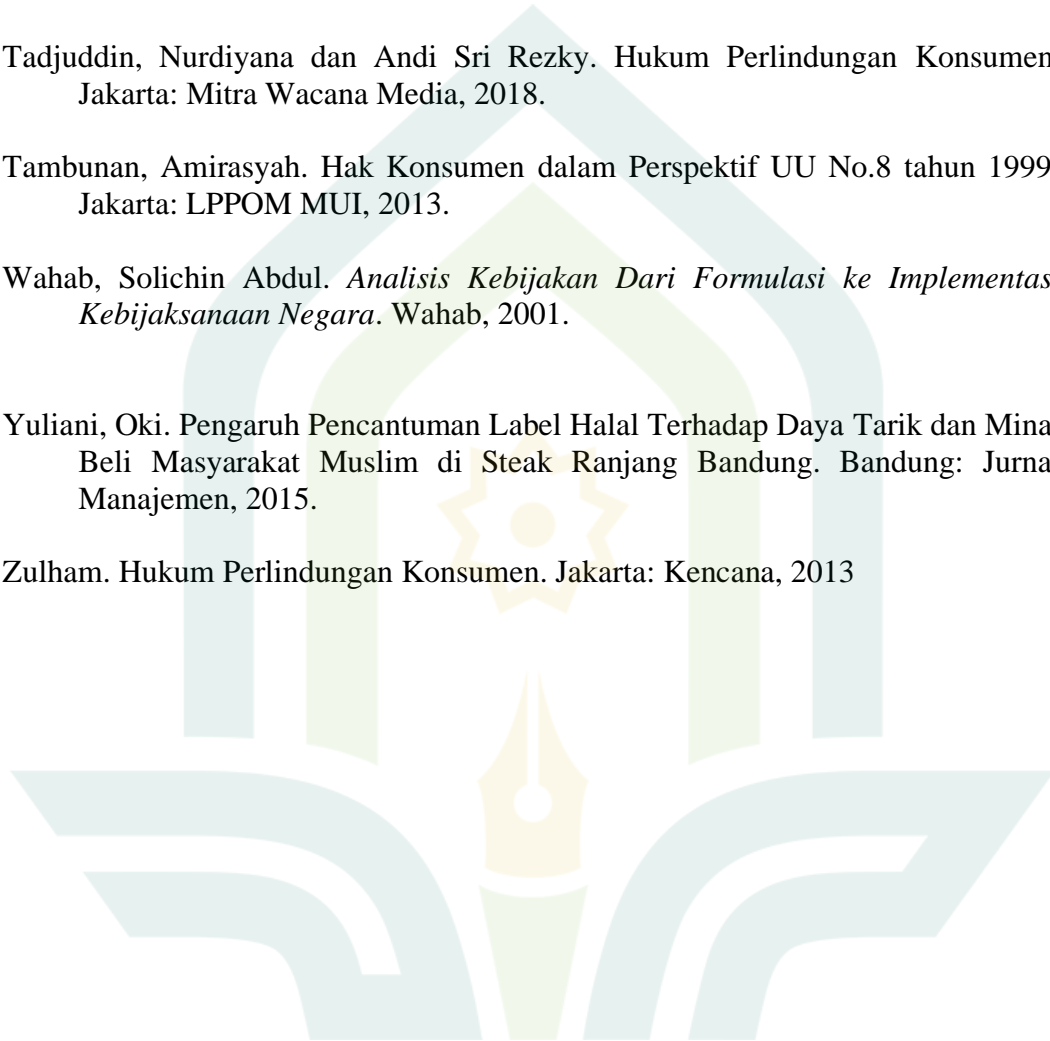 Tadjuddin, Nurdiyana dan Andi Sri Rezky. Hukum Perlindungan Konsumen
Jakarta: Mitra Wacana Media, 2018.
Tambunan, Amirasyah. Hak Konsumen dalam Perspektif UU No.8 tahun 1999
Jakarta: LPPOM MUI, 2013.
Wahab, Solichin Abdul. Analisis Kebijakan Dari Formulasi ke Implementas
Kebijaksanaan Negara. Wahab, 2001.
Yuliani, Oki. Pengaruh Pencantuman Label Halal Terhadap Daya Tarik dan Mina
Beli Masyarakat Muslim di Steak Ranjang Bandung. Bandung: Jurna
Manajemen, 2015.
Zulham. Hukum Perlindungan Konsumen. Jakarta: Kencana, 2013